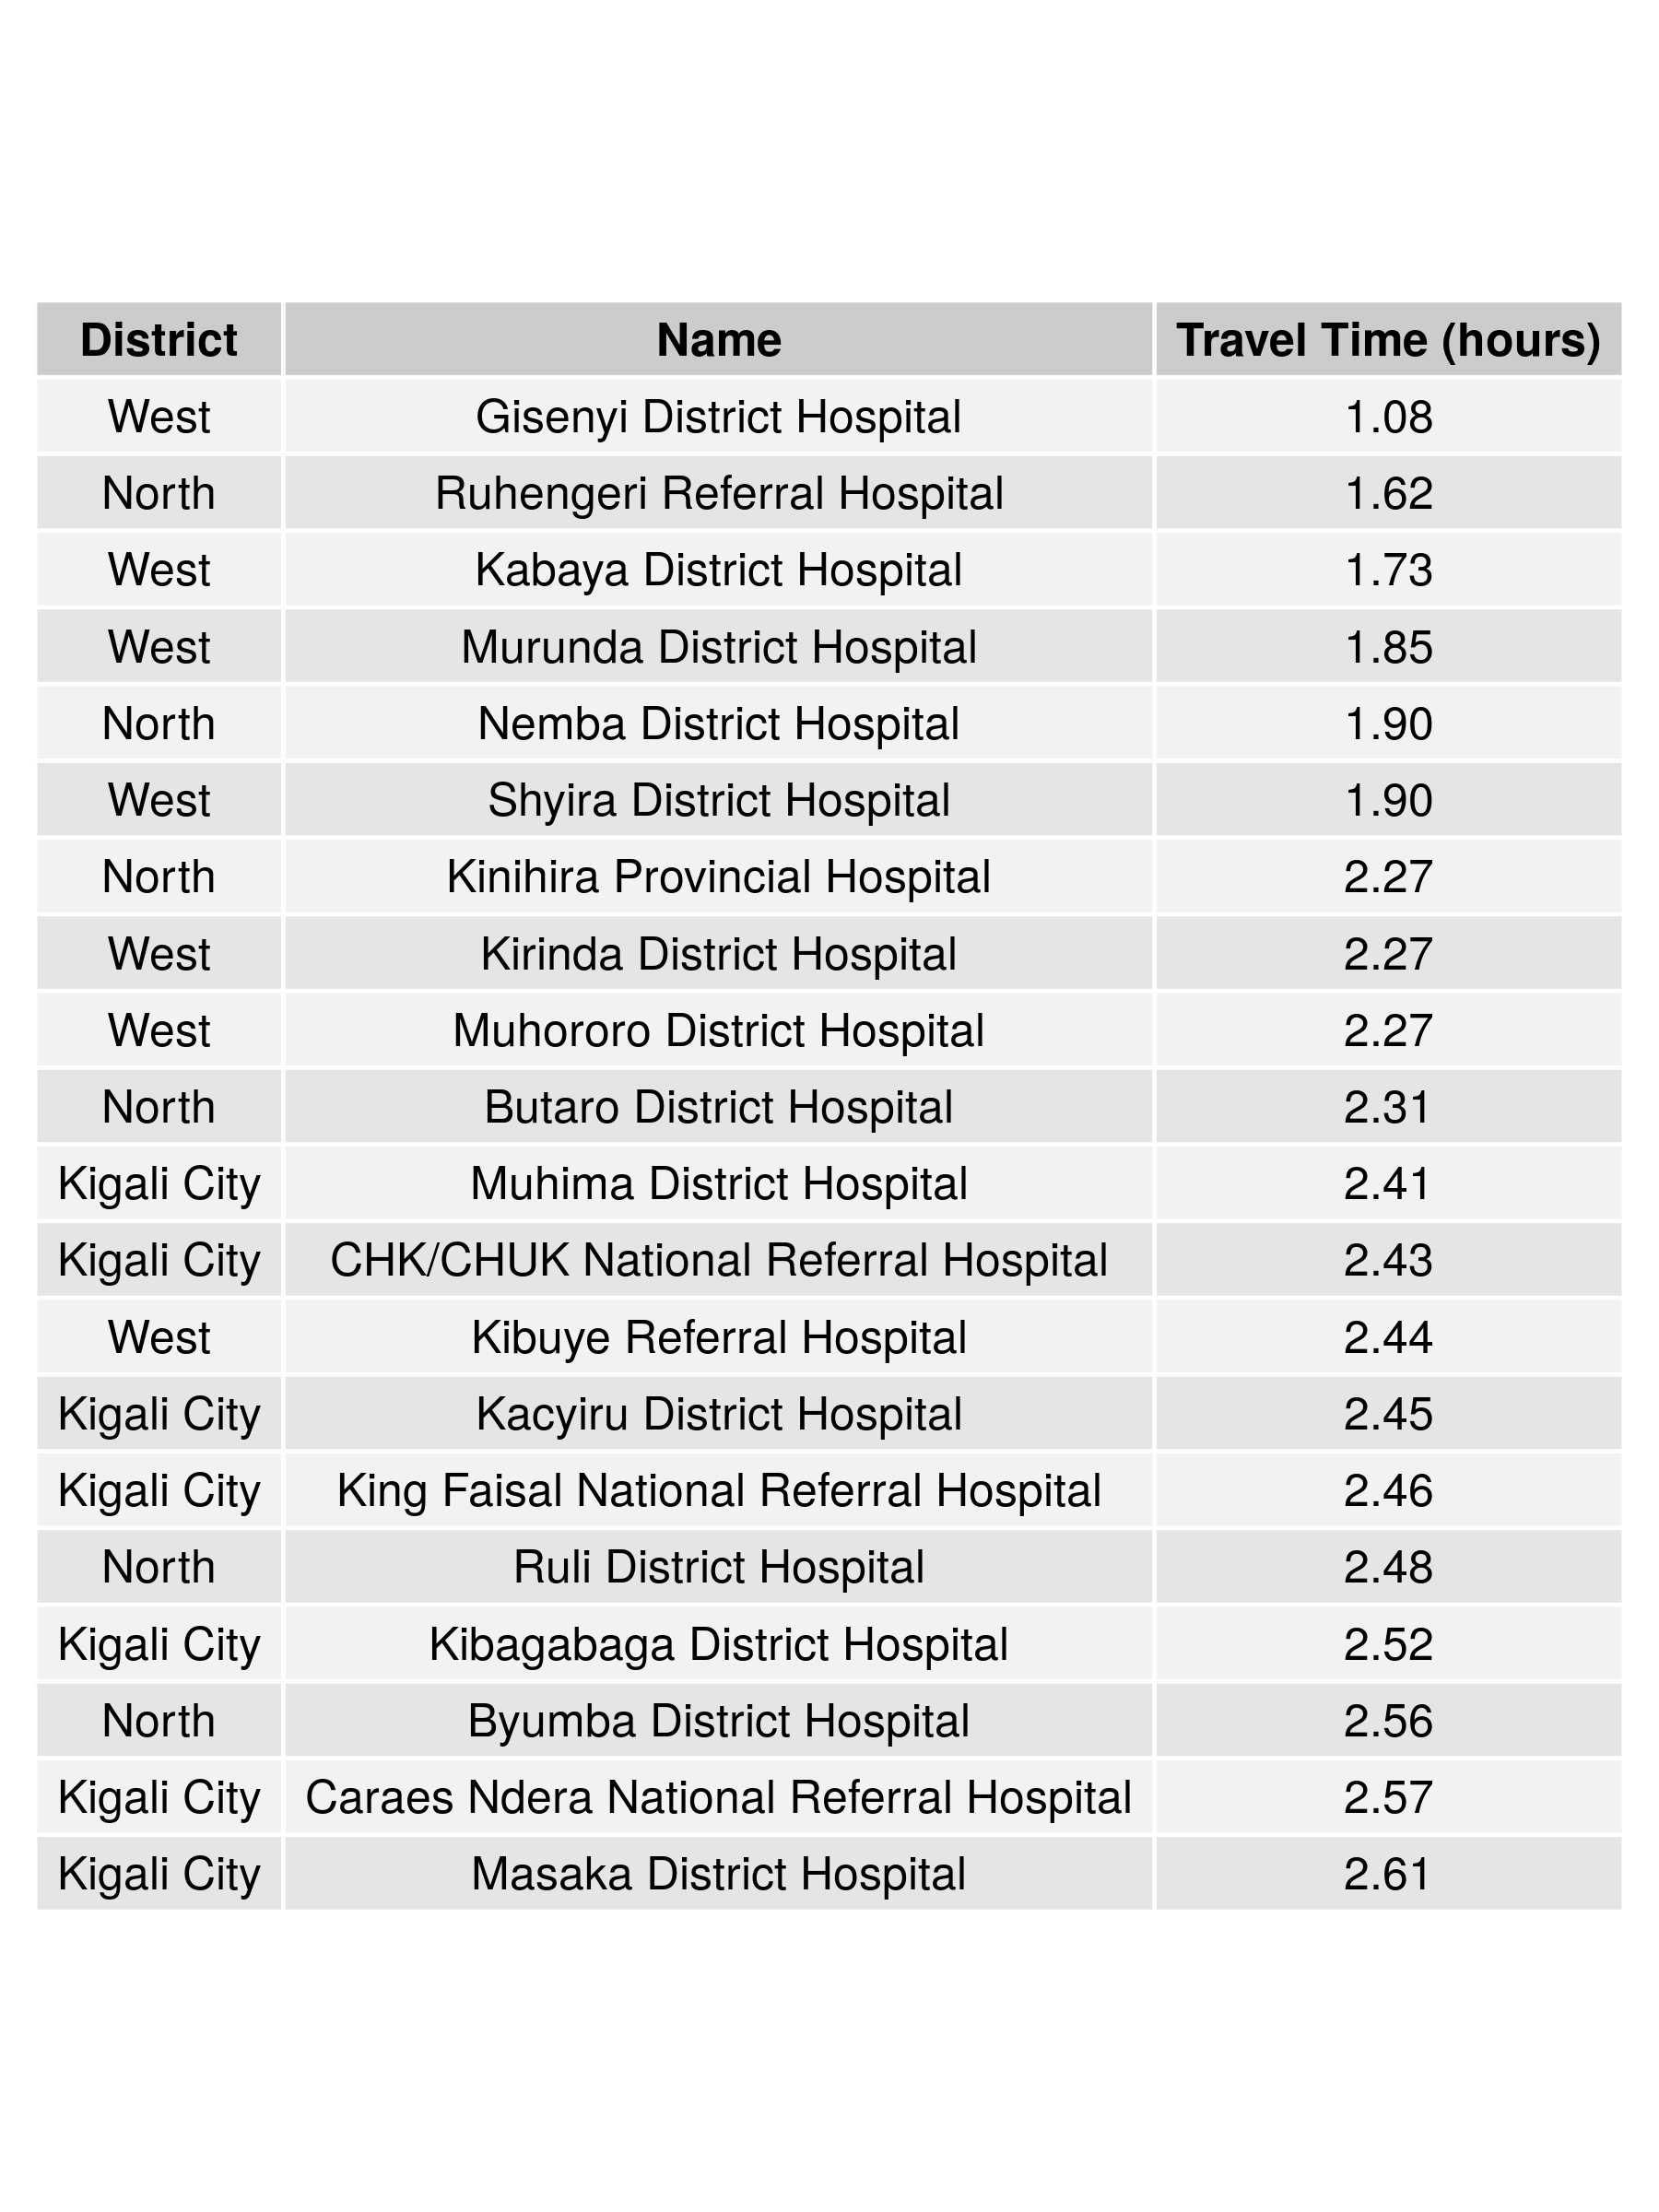 District Name Travel Time (hours)
West Gisenyi District Hospital 1.08
North Ruhengeri Referral Hospital 1.62
West Kabaya District Hospital 1.73
West Murunda District Hospital 1.85
North Nemba District Hospital 1.90
West Shyira District Hospital 1.90
North Kinihira Provincial Hospital 2.27
West Kirinda District Hospital 2.27
West Muhororo District Hospital 2.27
North Butaro District Hospital 2.31
Kigali City Muhima District Hospital 2.41
Kigali City CHK/CHUK National Referral Hospital 2.43
West Kibuye Referral Hospital 2.44
Kigali City Kacyiru District Hospital 2.45
Kigali City King Faisal National Referral Hospital 2.46
North Ruli District Hospital 2.48
Kigali City Kibagabaga District Hospital 2.52
North Byumba District Hospital 2.56
Kigali City Caraes Ndera National Referral Hospital 2.57
Kigali City Masaka District Hospital 2.61